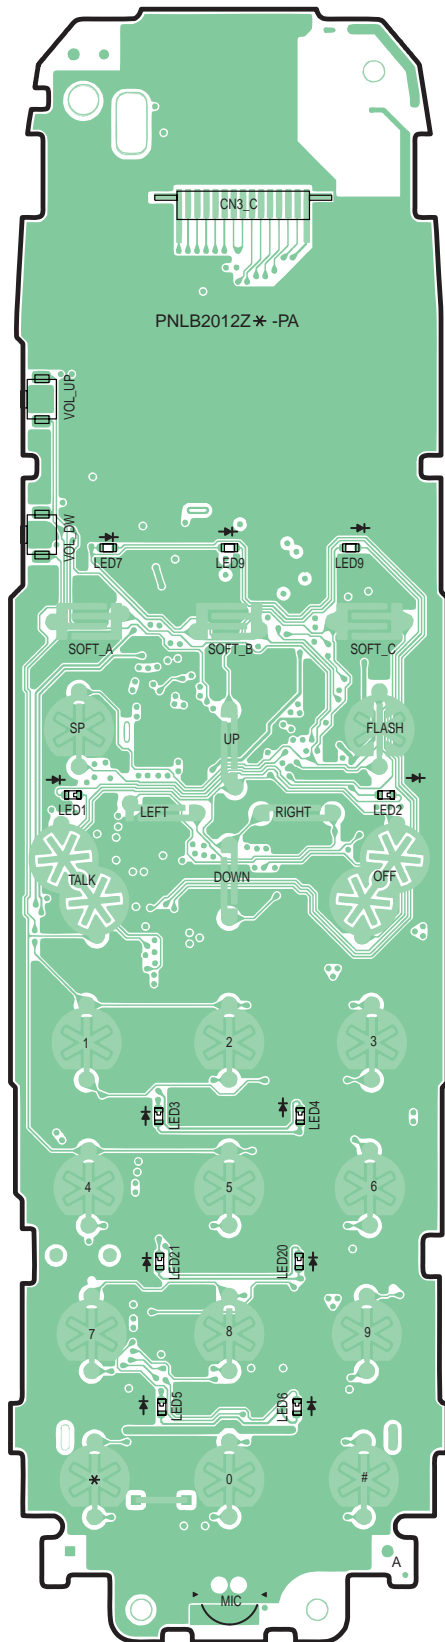 CN3_C
PNLB2012Z* -PA
VOL_UP
VOL_DW
LED7 LED9 LED9
SOFT_A SOFT_B SOFT_C
SP UP FLASH
LED1 LED2
LEFT RIGHT
TALK DOWN OFF
1 2 3
LED3 LED4
4 5 6
LED21 LED20
7 8 9
LED5 LED6
* 0 #
A
MIC